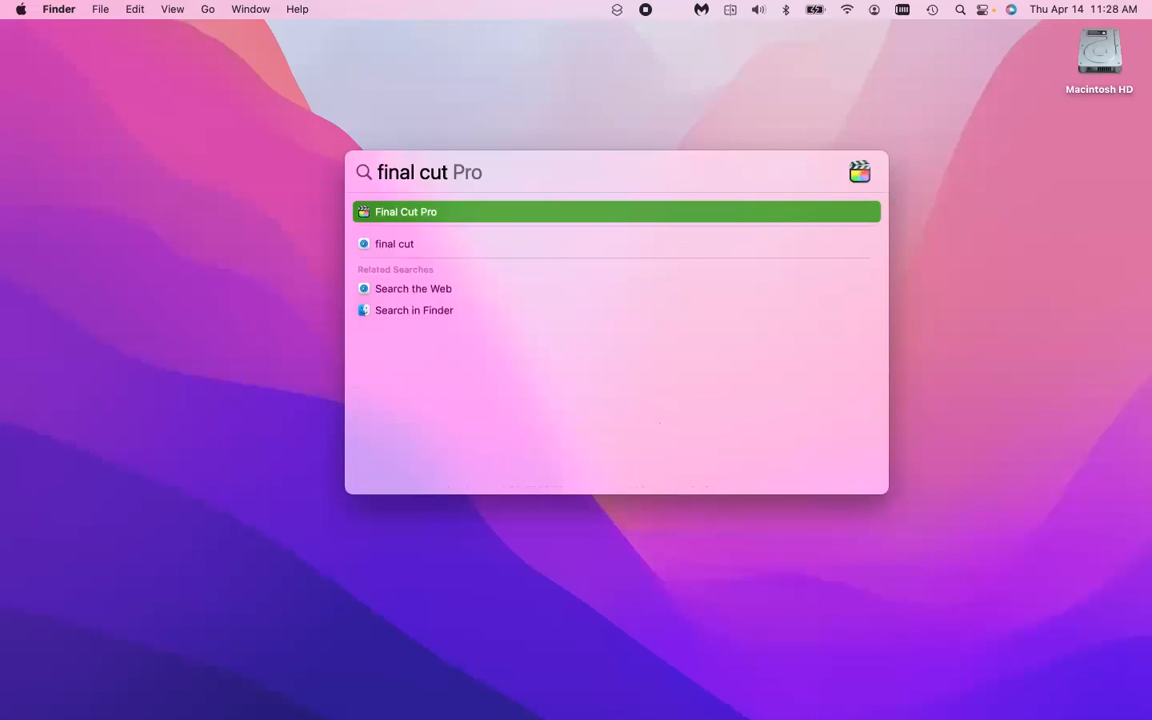 Finder File Edit View Go Window Help Thu Apr 14 11:28 AM
Macintosh HD
final cut Pro
Final Cut Pro
final cut
Related Searches
Search the Web
Search in Finder